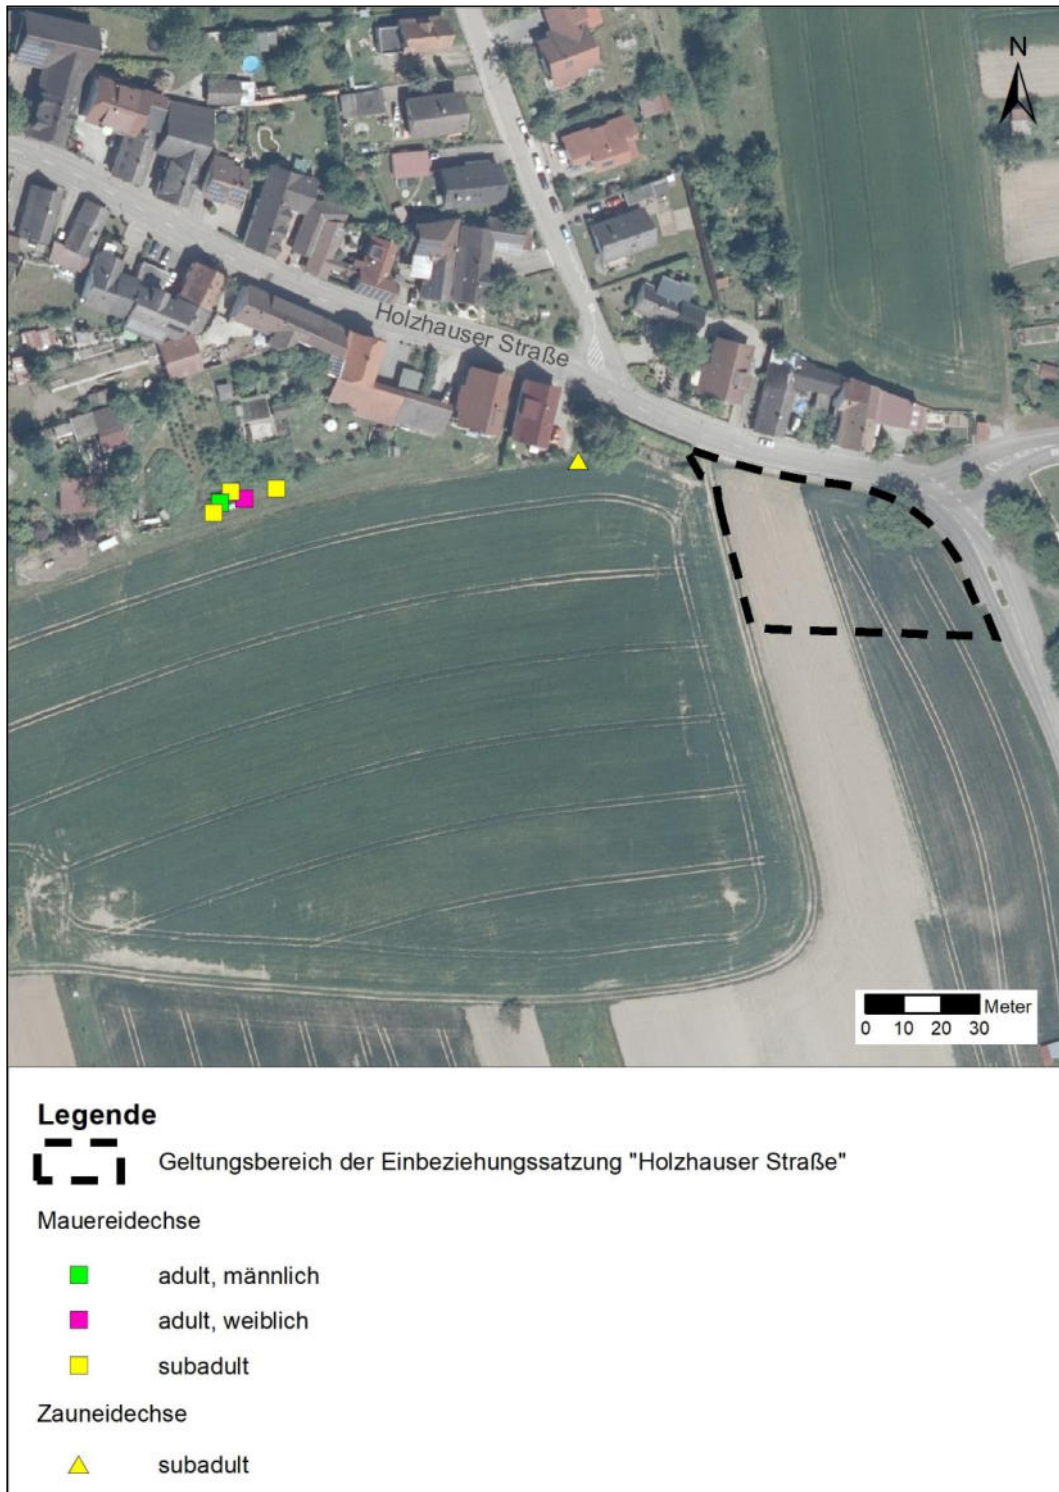 N
Holzhauser Straße
Meter
0 10 20 30
Legende
Geltungsbereich der Einbeziehungssatzung "Holzhauser Straße"
Mauereidechse
adult, männlich
adult, weiblich
subadult
Zauneidechse
subadult